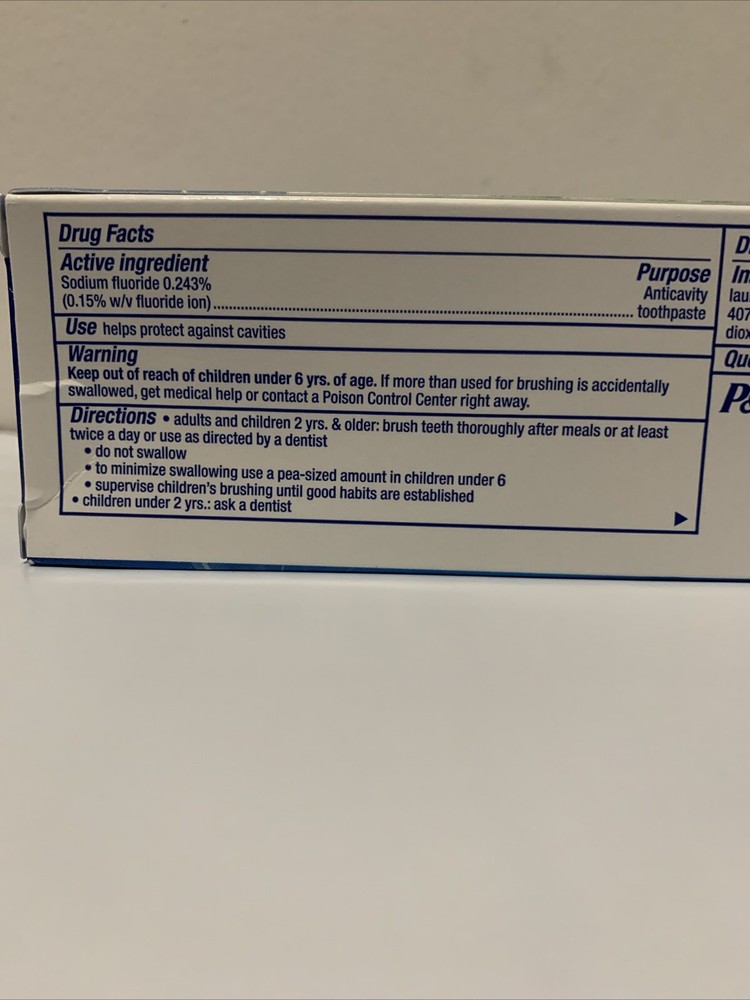 Drug Facts
Active ingredient Purpose
Sodium fluoride 0.243% Anticavity
(0.15% w/v fluoride ion)........................................ toothpaste
Use helps protect against cavities
Warning
Keep out of reach of children under 6 yrs. of age. If more than used for brushing is accidentally
swallowed, get medical help or contact a Poison Control Center right away.
Directions • adults and children 2 yrs. & older: brush teeth thoroughly after meals or at least
twice a day or use as directed by a dentist
• do not swallow
• to minimize swallowing use a pea-sized amount in children under 6
• supervise children's brushing until good habits are established
• children under 2 yrs.: ask a dentist
407